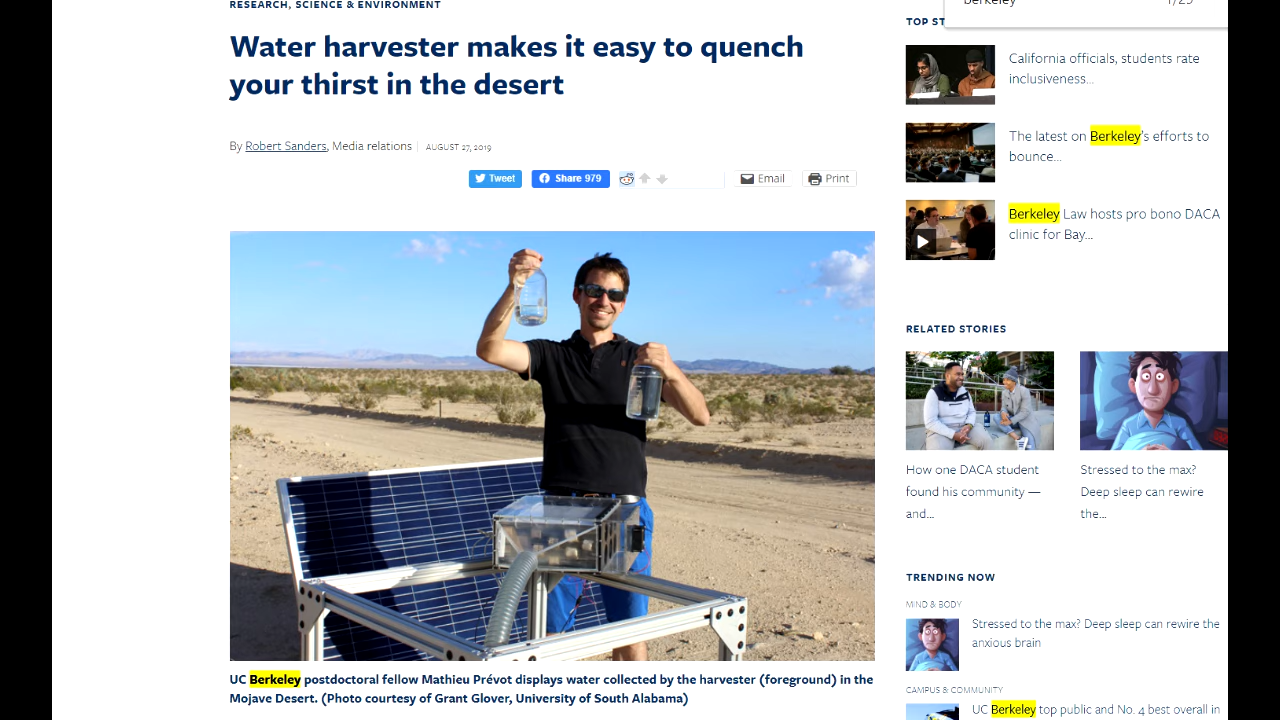 RESEARCH, SCIENCE & ENVIRONMENT
Water harvester makes it easy to quench
your thirst in the desert
By Robert Sanders, Media relations | AUGUST 27, 2019
Tweet
Share 979
Email
Print
UC Berkeley postdoctoral fellow Mathieu Prévot displays water collected by the harvester (foreground) in the
Mojave Desert. (Photo courtesy of Grant Glover, University of South Alabama)
berkeley 1/25
TOP ST
California officials, students rate
inclusiveness...
The latest on Berkeley's efforts to
bounce...
Berkeley Law hosts pro bono DACA
clinic for Bay...
RELATED STORIES
How one DACA student
found his community —
and...
Stressed to the max?
Deep sleep can rewire
the...
TRENDING NOW
MIND & BODY
Stressed to the max? Deep sleep can rewire the
anxious brain
CAMPUS & COMMUNITY
UC Berkeley top public and No. 4 best overall in